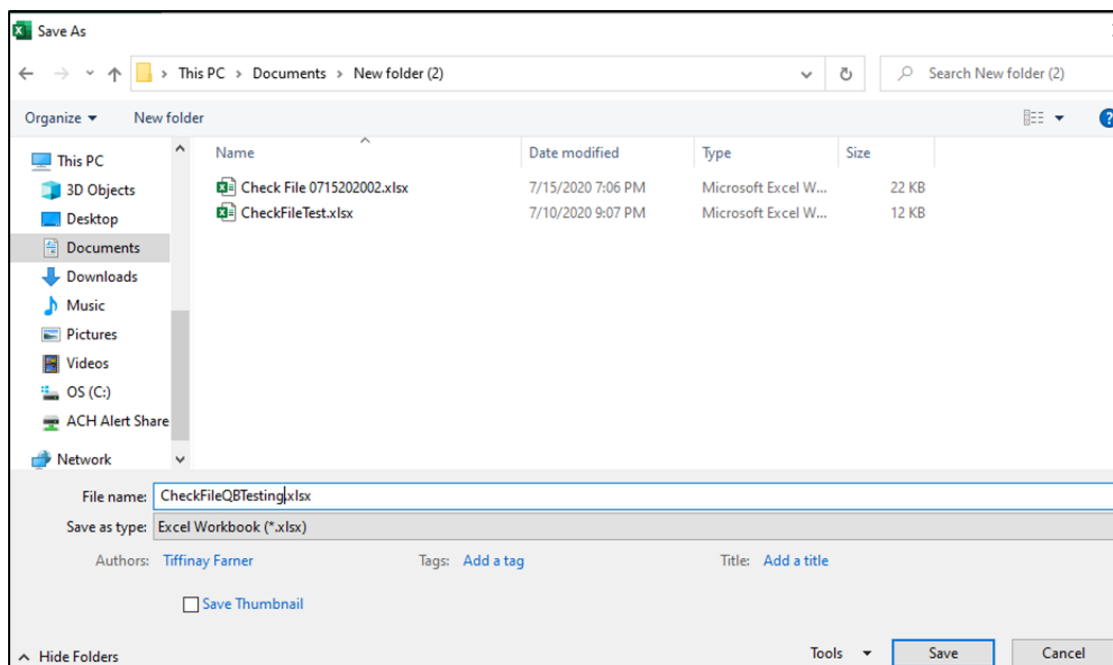 Save As
This PC > Documents > New folder (2)
Search New folder (2)
Organize
New folder
?
This PC
3D Objects
Desktop
Documents
Downloads
Music
Pictures
Videos
OS (C:)
ACH Alert Share
Network
Name Date modified Type Size
Check File 0715202002.xlsx 7/15/2020 7:06 PM Microsoft Excel W... 22 KB
CheckFileTest.xlsx 7/10/2020 9:07 PM Microsoft Excel W... 12 KB
File name: CheckFileQBTesting.xlsx
Save as type: Excel Workbook (*.xlsx)
Authors: Tiffinay Farner Tags: Add a tag Title: Add a title
Save Thumbnail
Hide Folders Tools Save Cancel